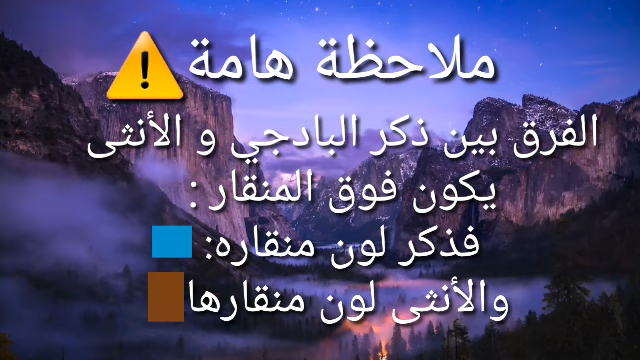 ملاحظة هامة ⚠️
الفرق بين ذكر البادجي و الأنثى
يكون فوق المنقار :
فذكر لون منقاره: 🟦
والأنثى لون منقارها🟫